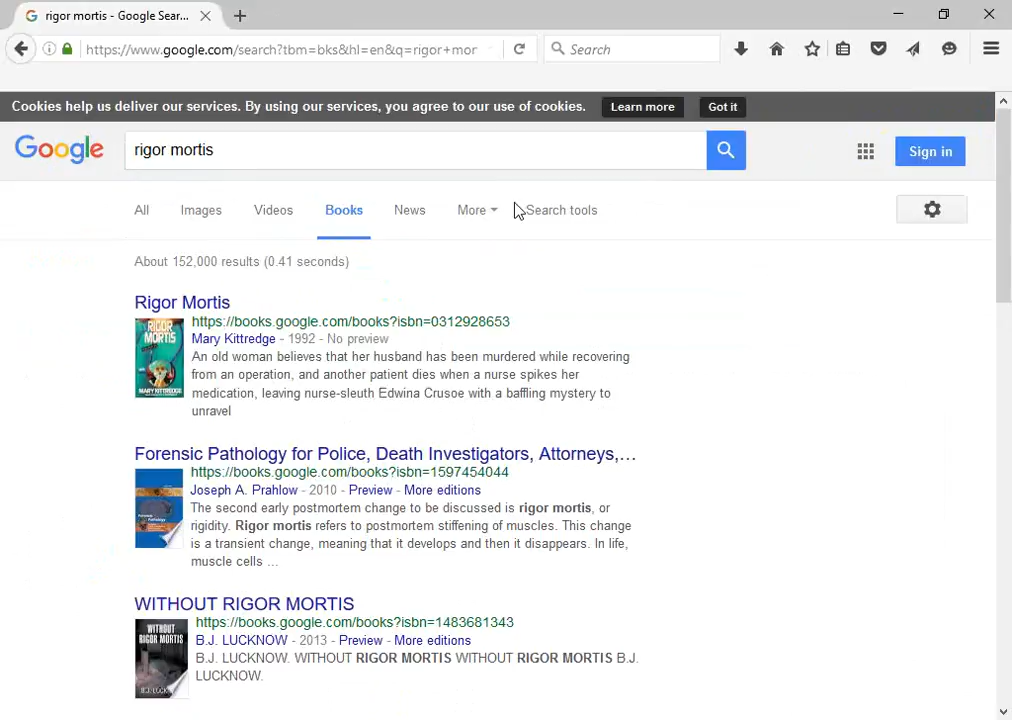 rigor mortis - Google Sear...
https://www.google.com/search?tbm=bks&hl=en&q=rigor+mor
Search
Cookies help us deliver our services. By using our services, you agree to our use of cookies.
Learn more
Got it
Google
rigor mortis
Sign in
All
Images
Videos
Books
News
More
Search tools
About 152,000 results (0.41 seconds)
Rigor Mortis
https://books.google.com/books?isbn=0312928653
Mary Kittredge - 1992 - No preview
An old woman believes that her husband has been murdered while recovering
from an operation, and another patient dies when a nurse spikes her
medication, leaving nurse-sleuth Edwina Crusoe with a baffling mystery to
unravel
RIGOR
MORTIS
MARY KITTREDGE
Forensic Pathology for Police, Death Investigators, Attorneys,...
https://books.google.com/books?isbn=1597454044
Joseph A. Prahlow - 2010 - Preview - More editions
The second early postmortem change to be discussed is rigor mortis, or
rigidity. Rigor mortis refers to postmortem stiffening of muscles. This change
is a transient change, meaning that it develops and then it disappears. In life,
muscle cells ...
WITHOUT RIGOR MORTIS
https://books.google.com/books?isbn=1483681343
B.J. LUCKNOW - 2013 - Preview - More editions
B.J. LUCKNOW. WITHOUT RIGOR MORTIS WITHOUT RIGOR MORTIS B.J.
LUCKNOW.
WITHOUT
RIGOR MORTIS
B.J. LUCKNOW